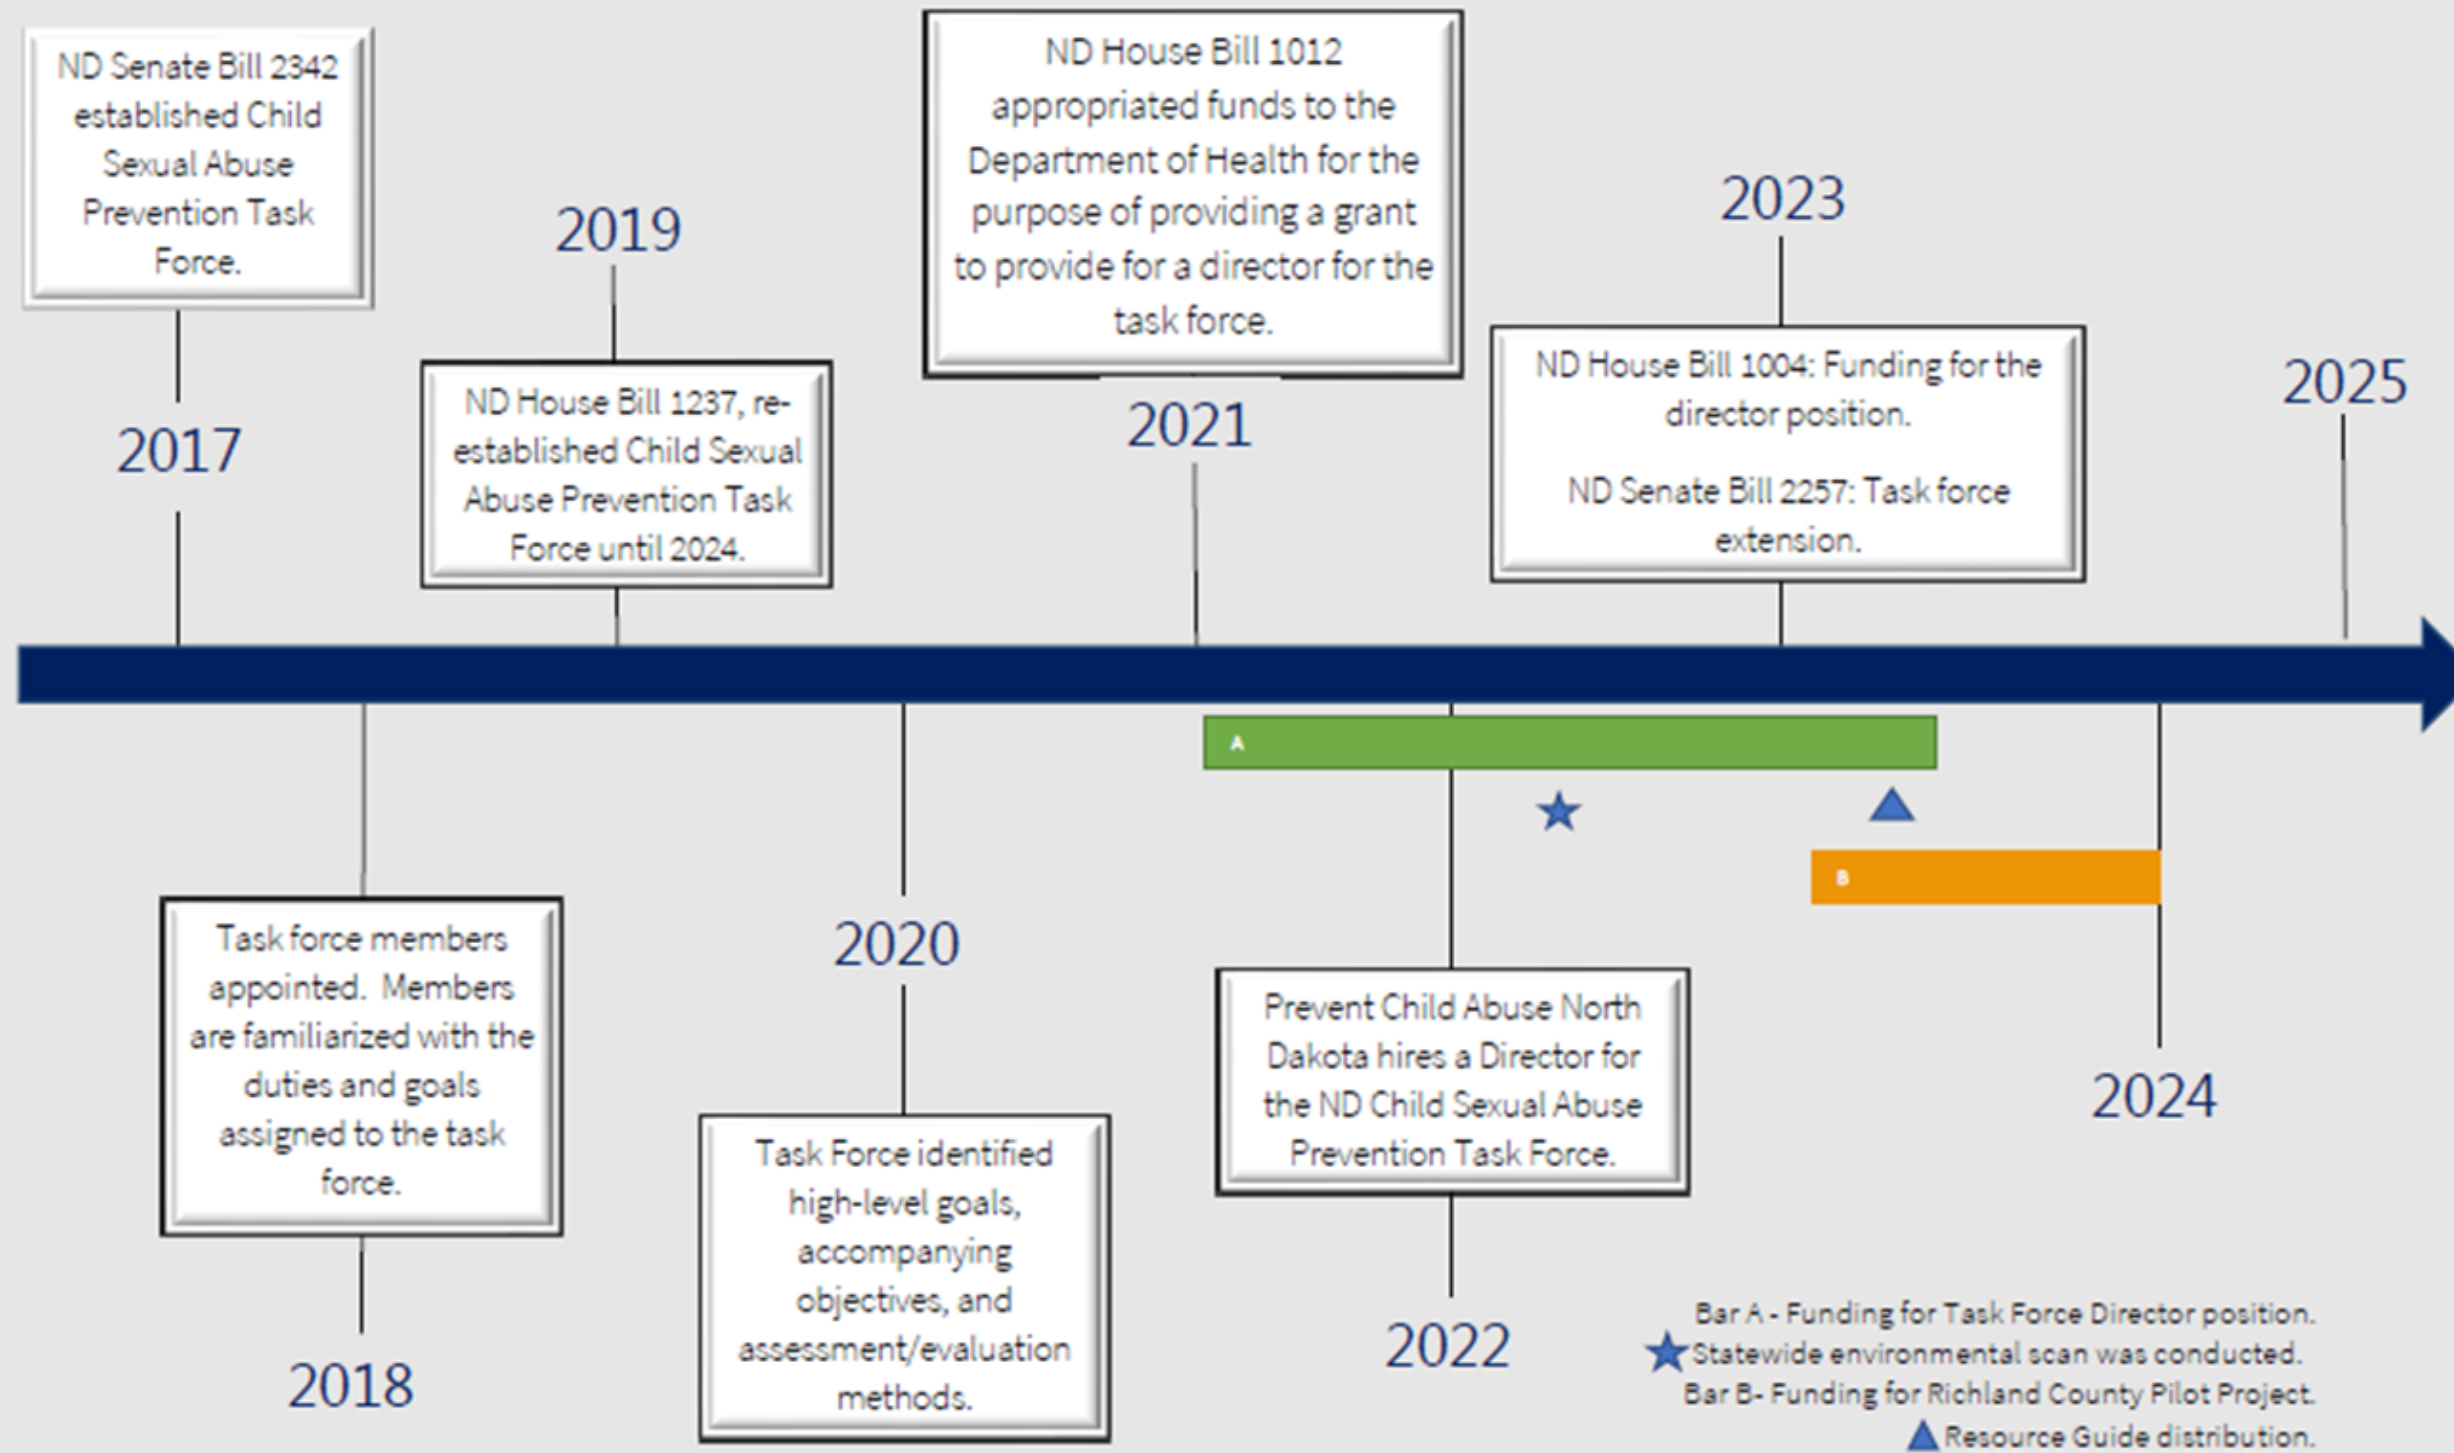 ND Senate Bill 2342
established Child
Sexual Abuse
Prevention Task
Force.
2017
Task force members
appointed.  Members
are familiarized with the
duties and goals
assigned to the task
force.
2018
2019
ND House Bill 1237, re-
established Child Sexual
Abuse Prevention Task
Force until 2024.
2020
Task Force identified
high-level goals,
accompanying
objectives, and
assessment/evaluation
methods.
ND House Bill 1012
appropriated funds to the
Department of Health for the
purpose of providing a grant
to provide for a director for the
task force.
2021
A
Prevent Child Abuse North
Dakota hires a Director for
the ND Child Sexual Abuse
Prevention Task Force.
2022
2023
ND House Bill 1004: Funding for the
director position.
ND Senate Bill 2257: Task force
extension.
B
2024
2025
Bar A - Funding for Task Force Director position.
Statewide environmental scan was conducted.
Bar B- Funding for Richland County Pilot Project.
Resource Guide distribution.